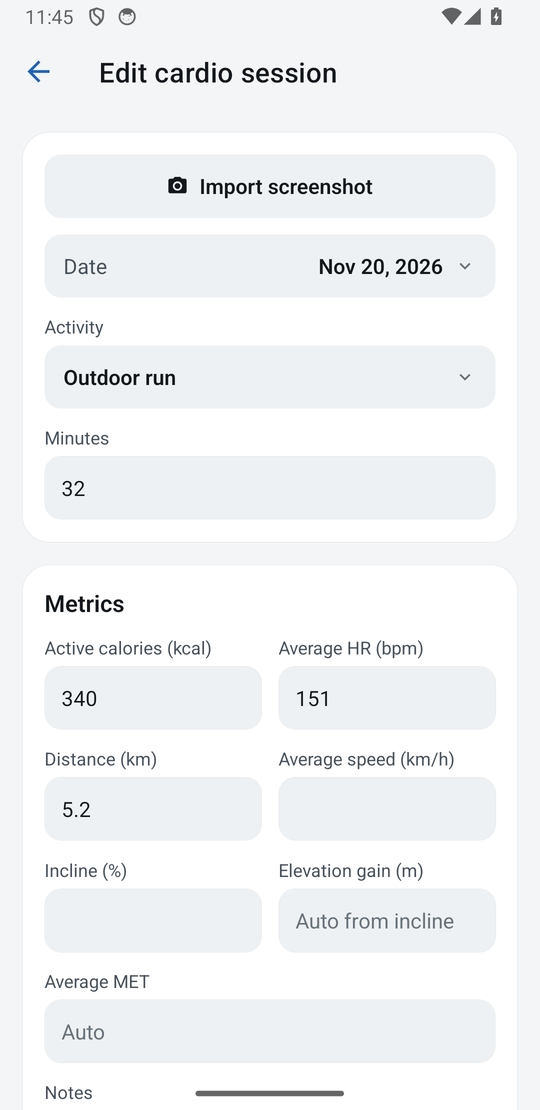 11:45
Edit cardio session
Import screenshot
Date Nov 20, 2026
Activity
Outdoor run
Minutes
32
Metrics
Active calories (kcal) Average HR (bpm)
340 151
Distance (km) Average speed (km/h)
5.2
Incline (%) Elevation gain (m)
Auto from incline
Average MET
Auto
Notes